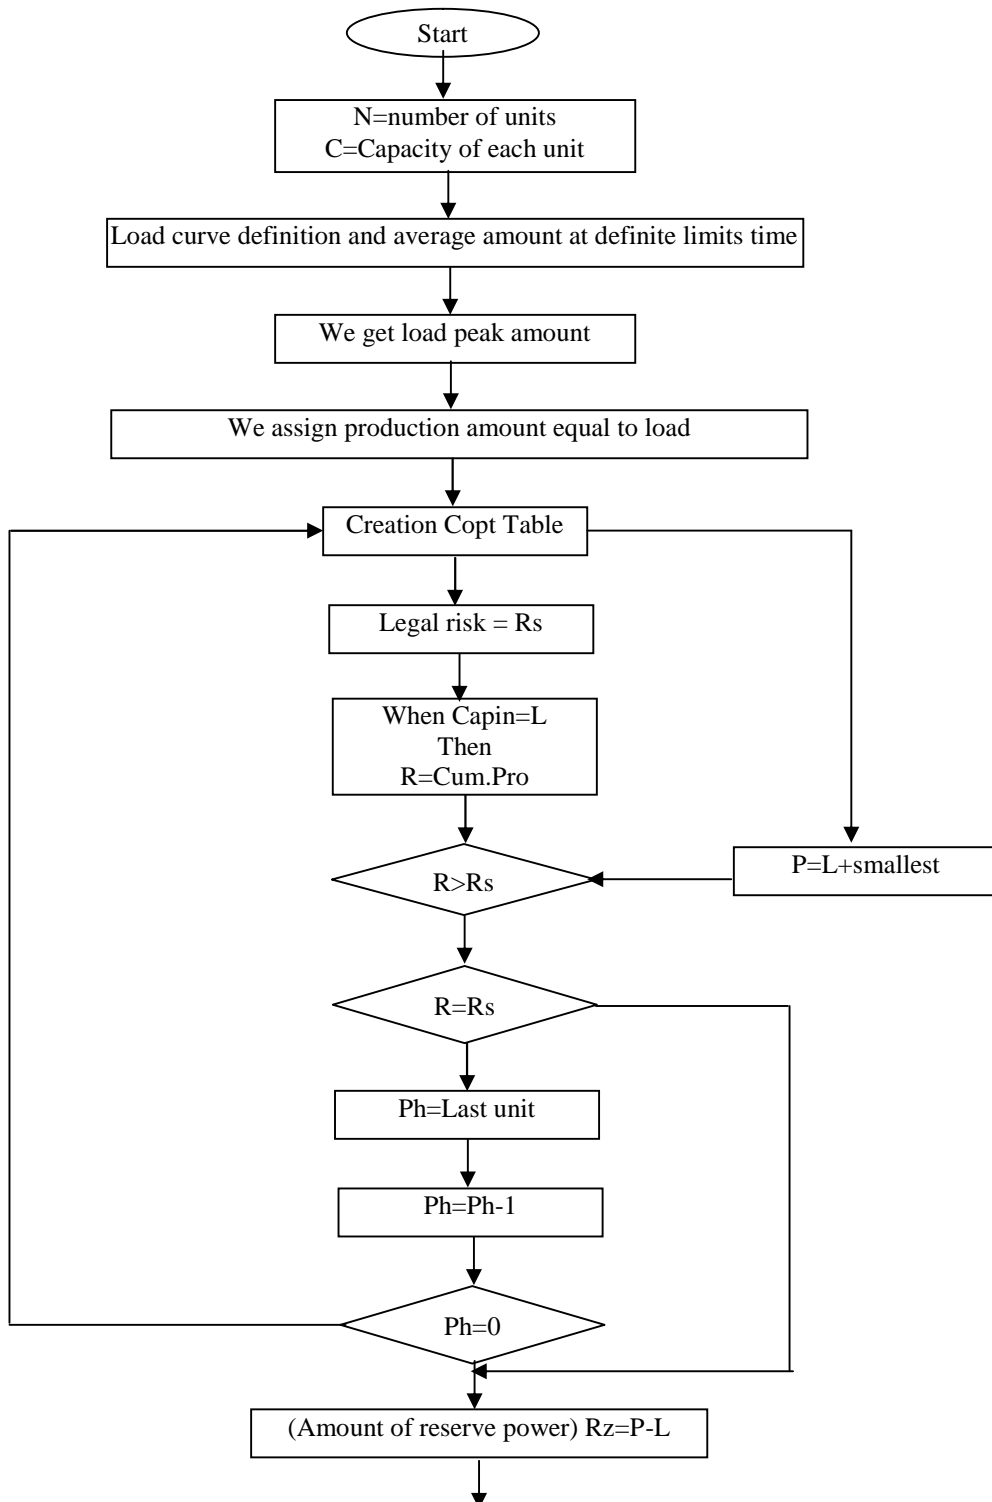 Start
N=number of units
C=Capacity of each unit
Load curve definition and average amount at definite limits time
We get load peak amount
We assign production amount equal to load
Creation Copt Table
Legal risk = Rs
When Capin=L
Then
R=Cum.Pro
R>Rs
P=L+smallest
R=Rs
Ph=Last unit
Ph=Ph-1
Ph=0
(Amount of reserve power) Rz=P-L